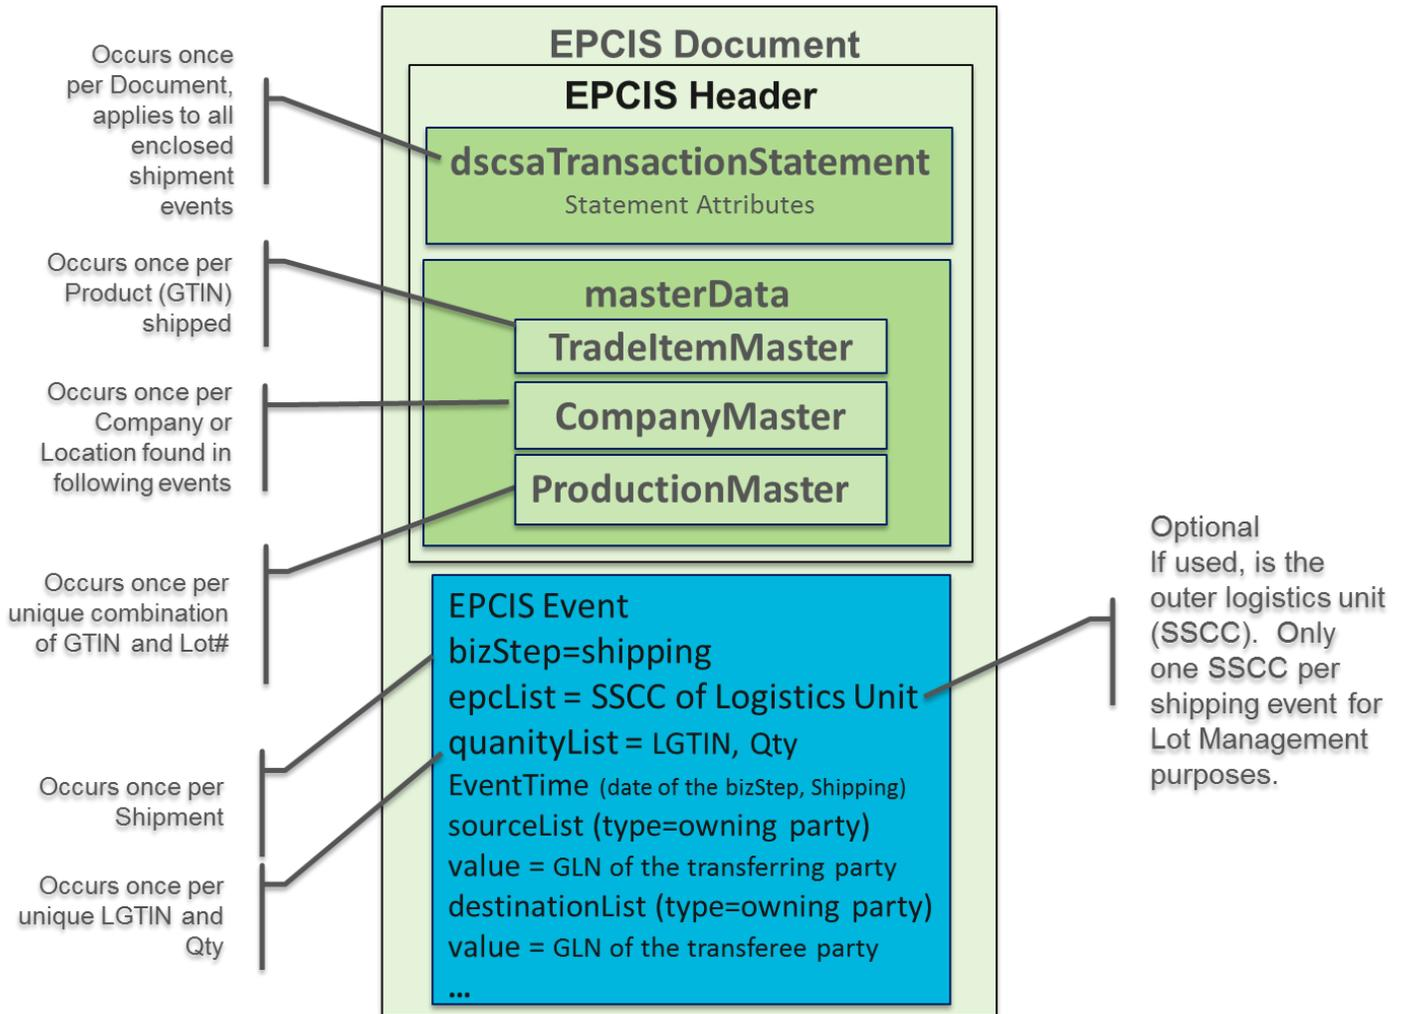 EPCIS Document
EPCIS Header
dscsaTransactionStatement
Statement Attributes
masterData
TradeItemMaster
CompanyMaster
ProductionMaster
EPCIS Event
bizStep=shipping
epcList = SSCC of Logistics Unit
quanityList = LGTIN, Qty
EventTime (date of the bizStep, Shipping)
sourceList (type=owning party)
value = GLN of the transferring party
destinationList (type=owning party)
value = GLN of the transferee party
...
Occurs once
per Document,
applies to all
enclosed
shipment
events
Occurs once per
Product (GTIN)
shipped
Occurs once per
Company or
Location found in
following events
Occurs once per
unique combination
of GTIN and Lot#
Occurs once per
Shipment
Occurs once per
unique LGTIN and
Qty
Optional
If used, is the
outer logistics unit
(SSCC).  Only
one SSCC per
shipping event for
Lot Management
purposes.